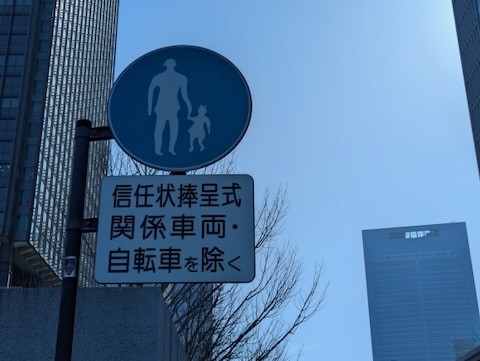 信任状捧呈式
関係車両・
自転車を除く